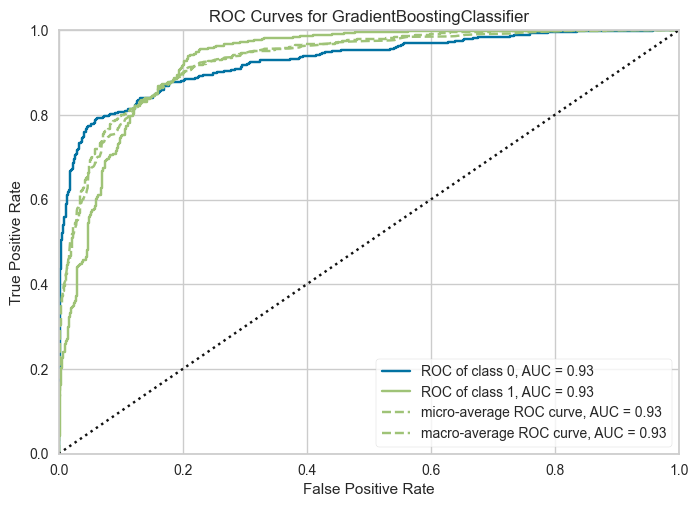 ROC Curves for GradientBoostingClassifier
True Positive Rate
1.0
0.8
0.6
0.4
0.2
0.0
0.0 0.2 0.4 0.6 0.8 1.0
False Positive Rate
ROC of class 0, AUC = 0.93
ROC of class 1, AUC = 0.93
micro-average ROC curve, AUC = 0.93
macro-average ROC curve, AUC = 0.93